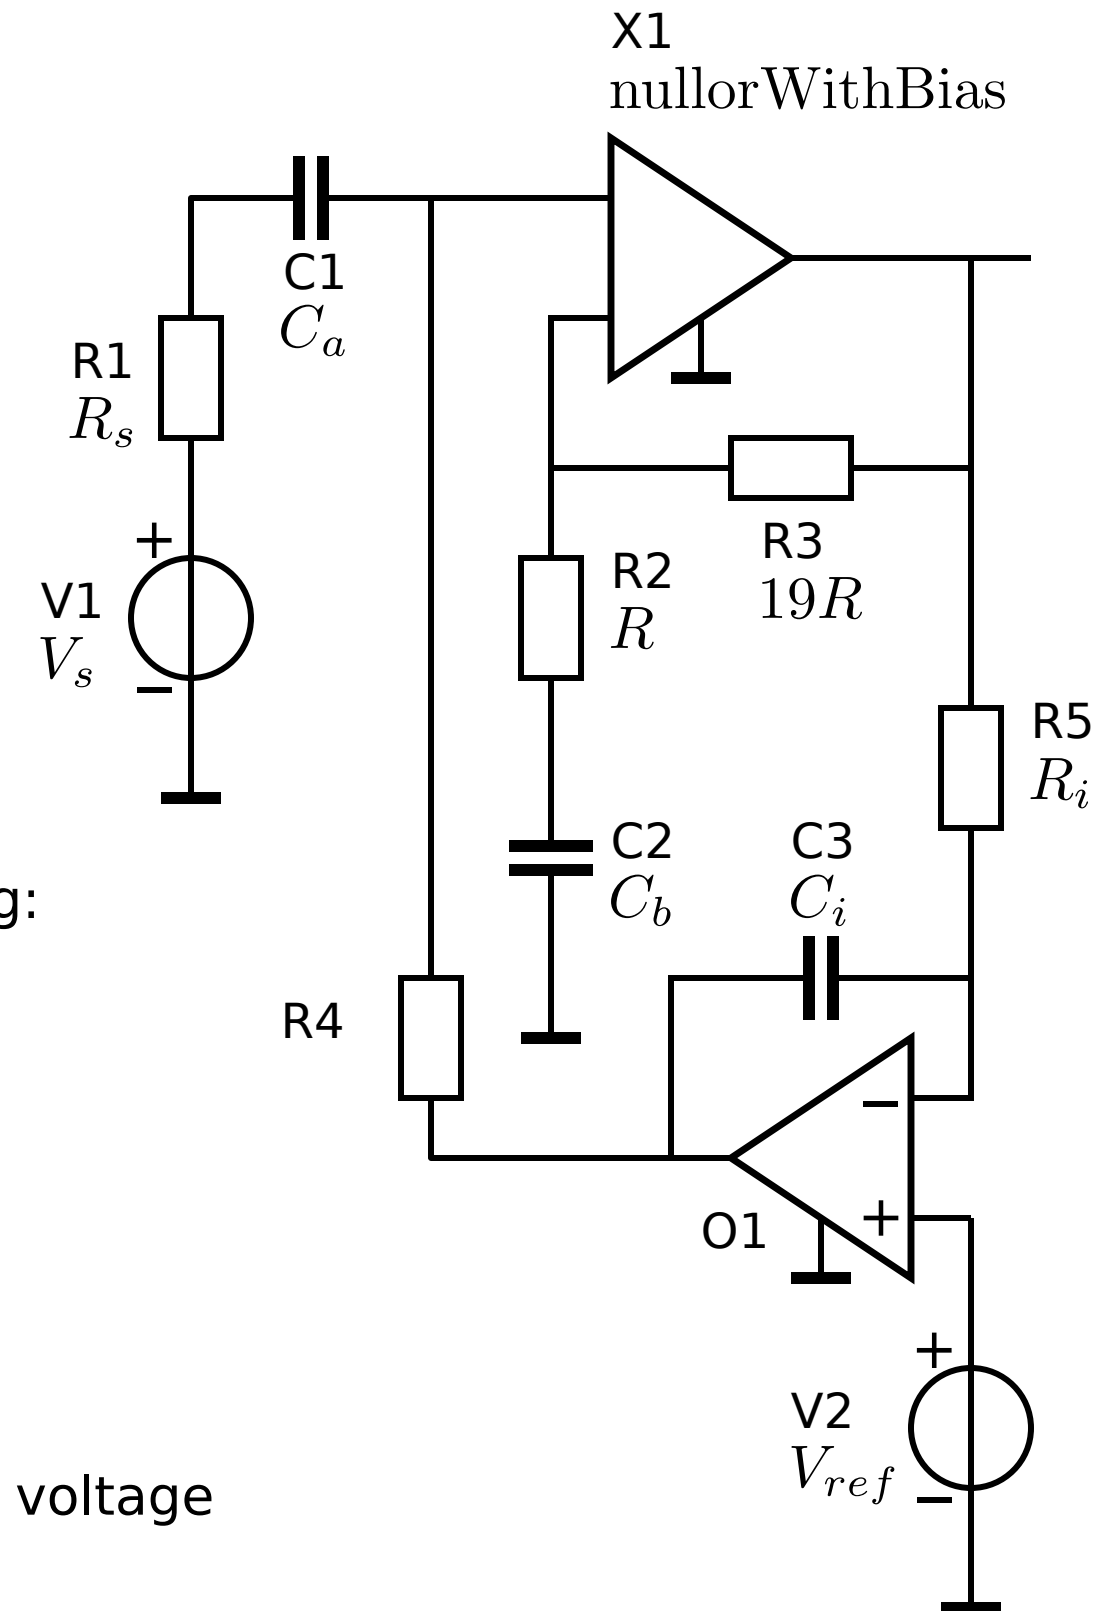 X1
nullorWithBias
C1
C_a
R1
R_s
+
V1
V_s
−
R2
R
R3
19R
R5
R_i
C2
C_b
C3
C_i
g:
R4
−
+
O1
+
V2
V_{ref}
−
voltage